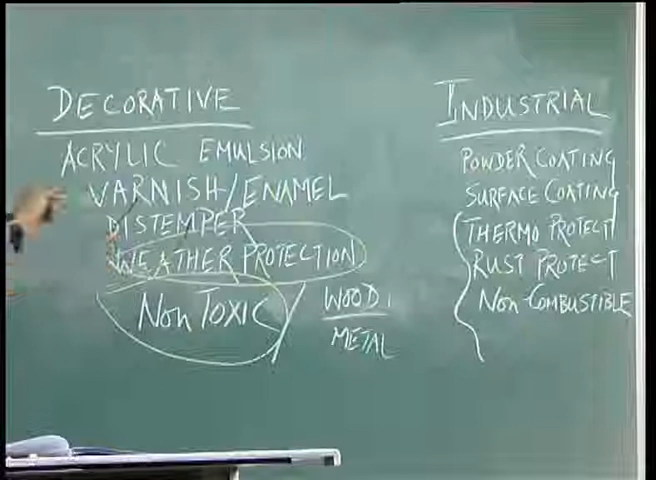 DECORATIVE
ACRYLIC EMULSION
VARNISH/ENAMEL
DISTEMPER
WEATHER PROTECTION
NON TOXIC
WOOD
METAL
INDUSTRIAL
POWDER COATING
SURFACE COATING
THERMO PROTECT
RUST PROTECT
NON-COMBUSTIBLE